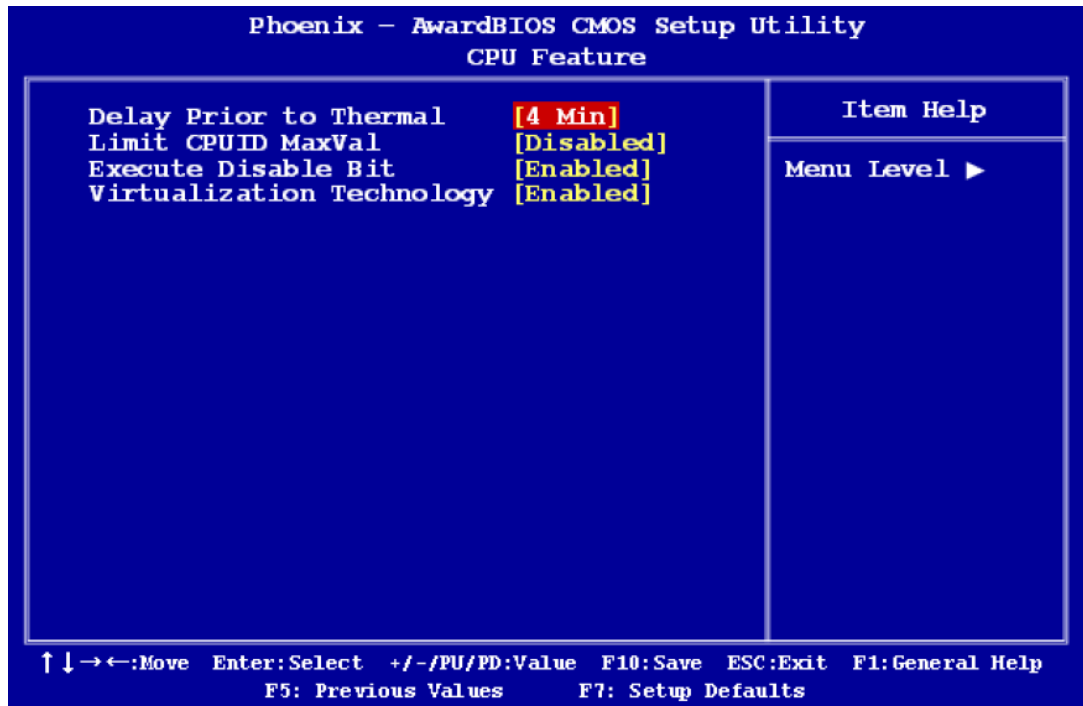 Phoenix — AwardBIOS CMOS Setup Utility
CPU Feature
Delay Prior to Thermal [4 Min]
Limit CPUID MaxVal [Disabled]
Execute Disable Bit [Enabled]
Virtualization Technology [Enabled]
Item Help
Menu Level ►
↑↓→←:Move Enter:Select +/-/PU/PD:Value F10:Save ESC:Exit F1:General Help
F5: Previous Values F7: Setup Defaults